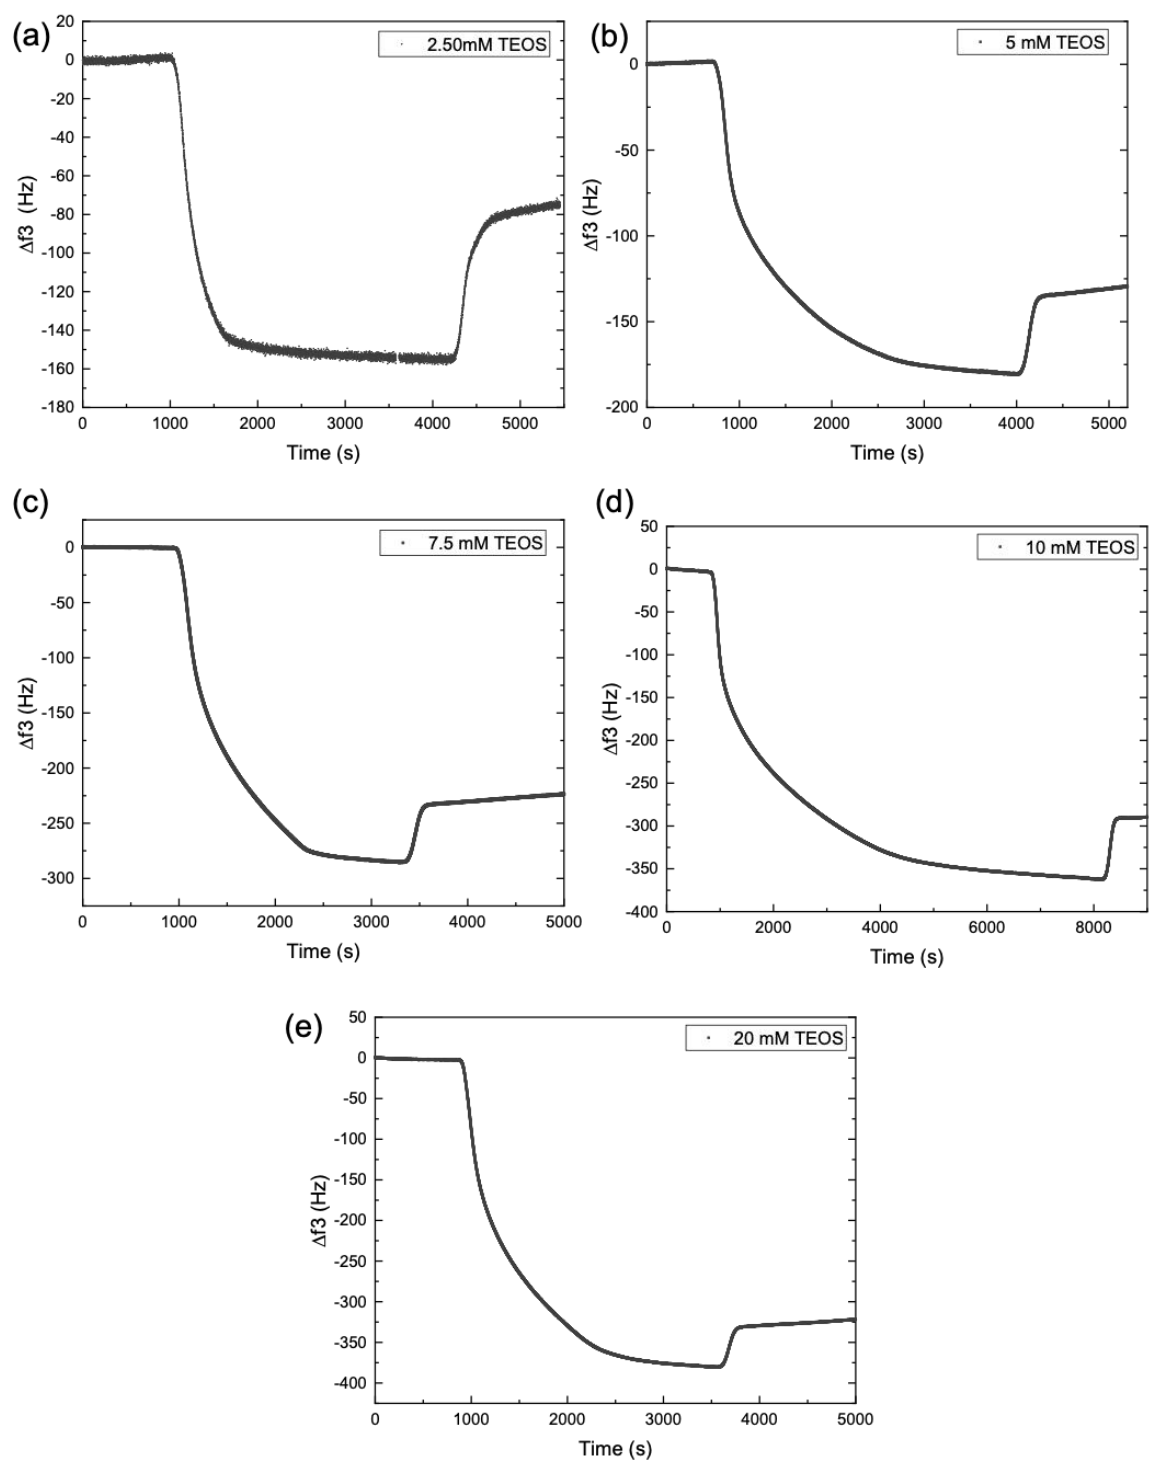 (a)
20
0
-20
-40
-60
-80
-100
-120
-140
-160
-180
Δf3 (Hz)
2.50mM TEOS
0 1000 2000 3000 4000 5000
Time (s)
(b)
0
-50
-100
-150
-200
Δf3 (Hz)
5 mM TEOS
0 1000 2000 3000 4000 5000
Time (s)
(c)
0
-50
-100
-150
-200
-250
-300
Δf3 (Hz)
7.5 mM TEOS
0 1000 2000 3000 4000 5000
Time (s)
(d)
50
0
-50
-100
-150
-200
-250
-300
-350
-400
Δf3 (Hz)
10 mM TEOS
0 2000 4000 6000 8000
Time (s)
(e)
50
0
-50
-100
-150
-200
-250
-300
-350
-400
Δf3 (Hz)
20 mM TEOS
0 1000 2000 3000 4000 5000
Time (s)